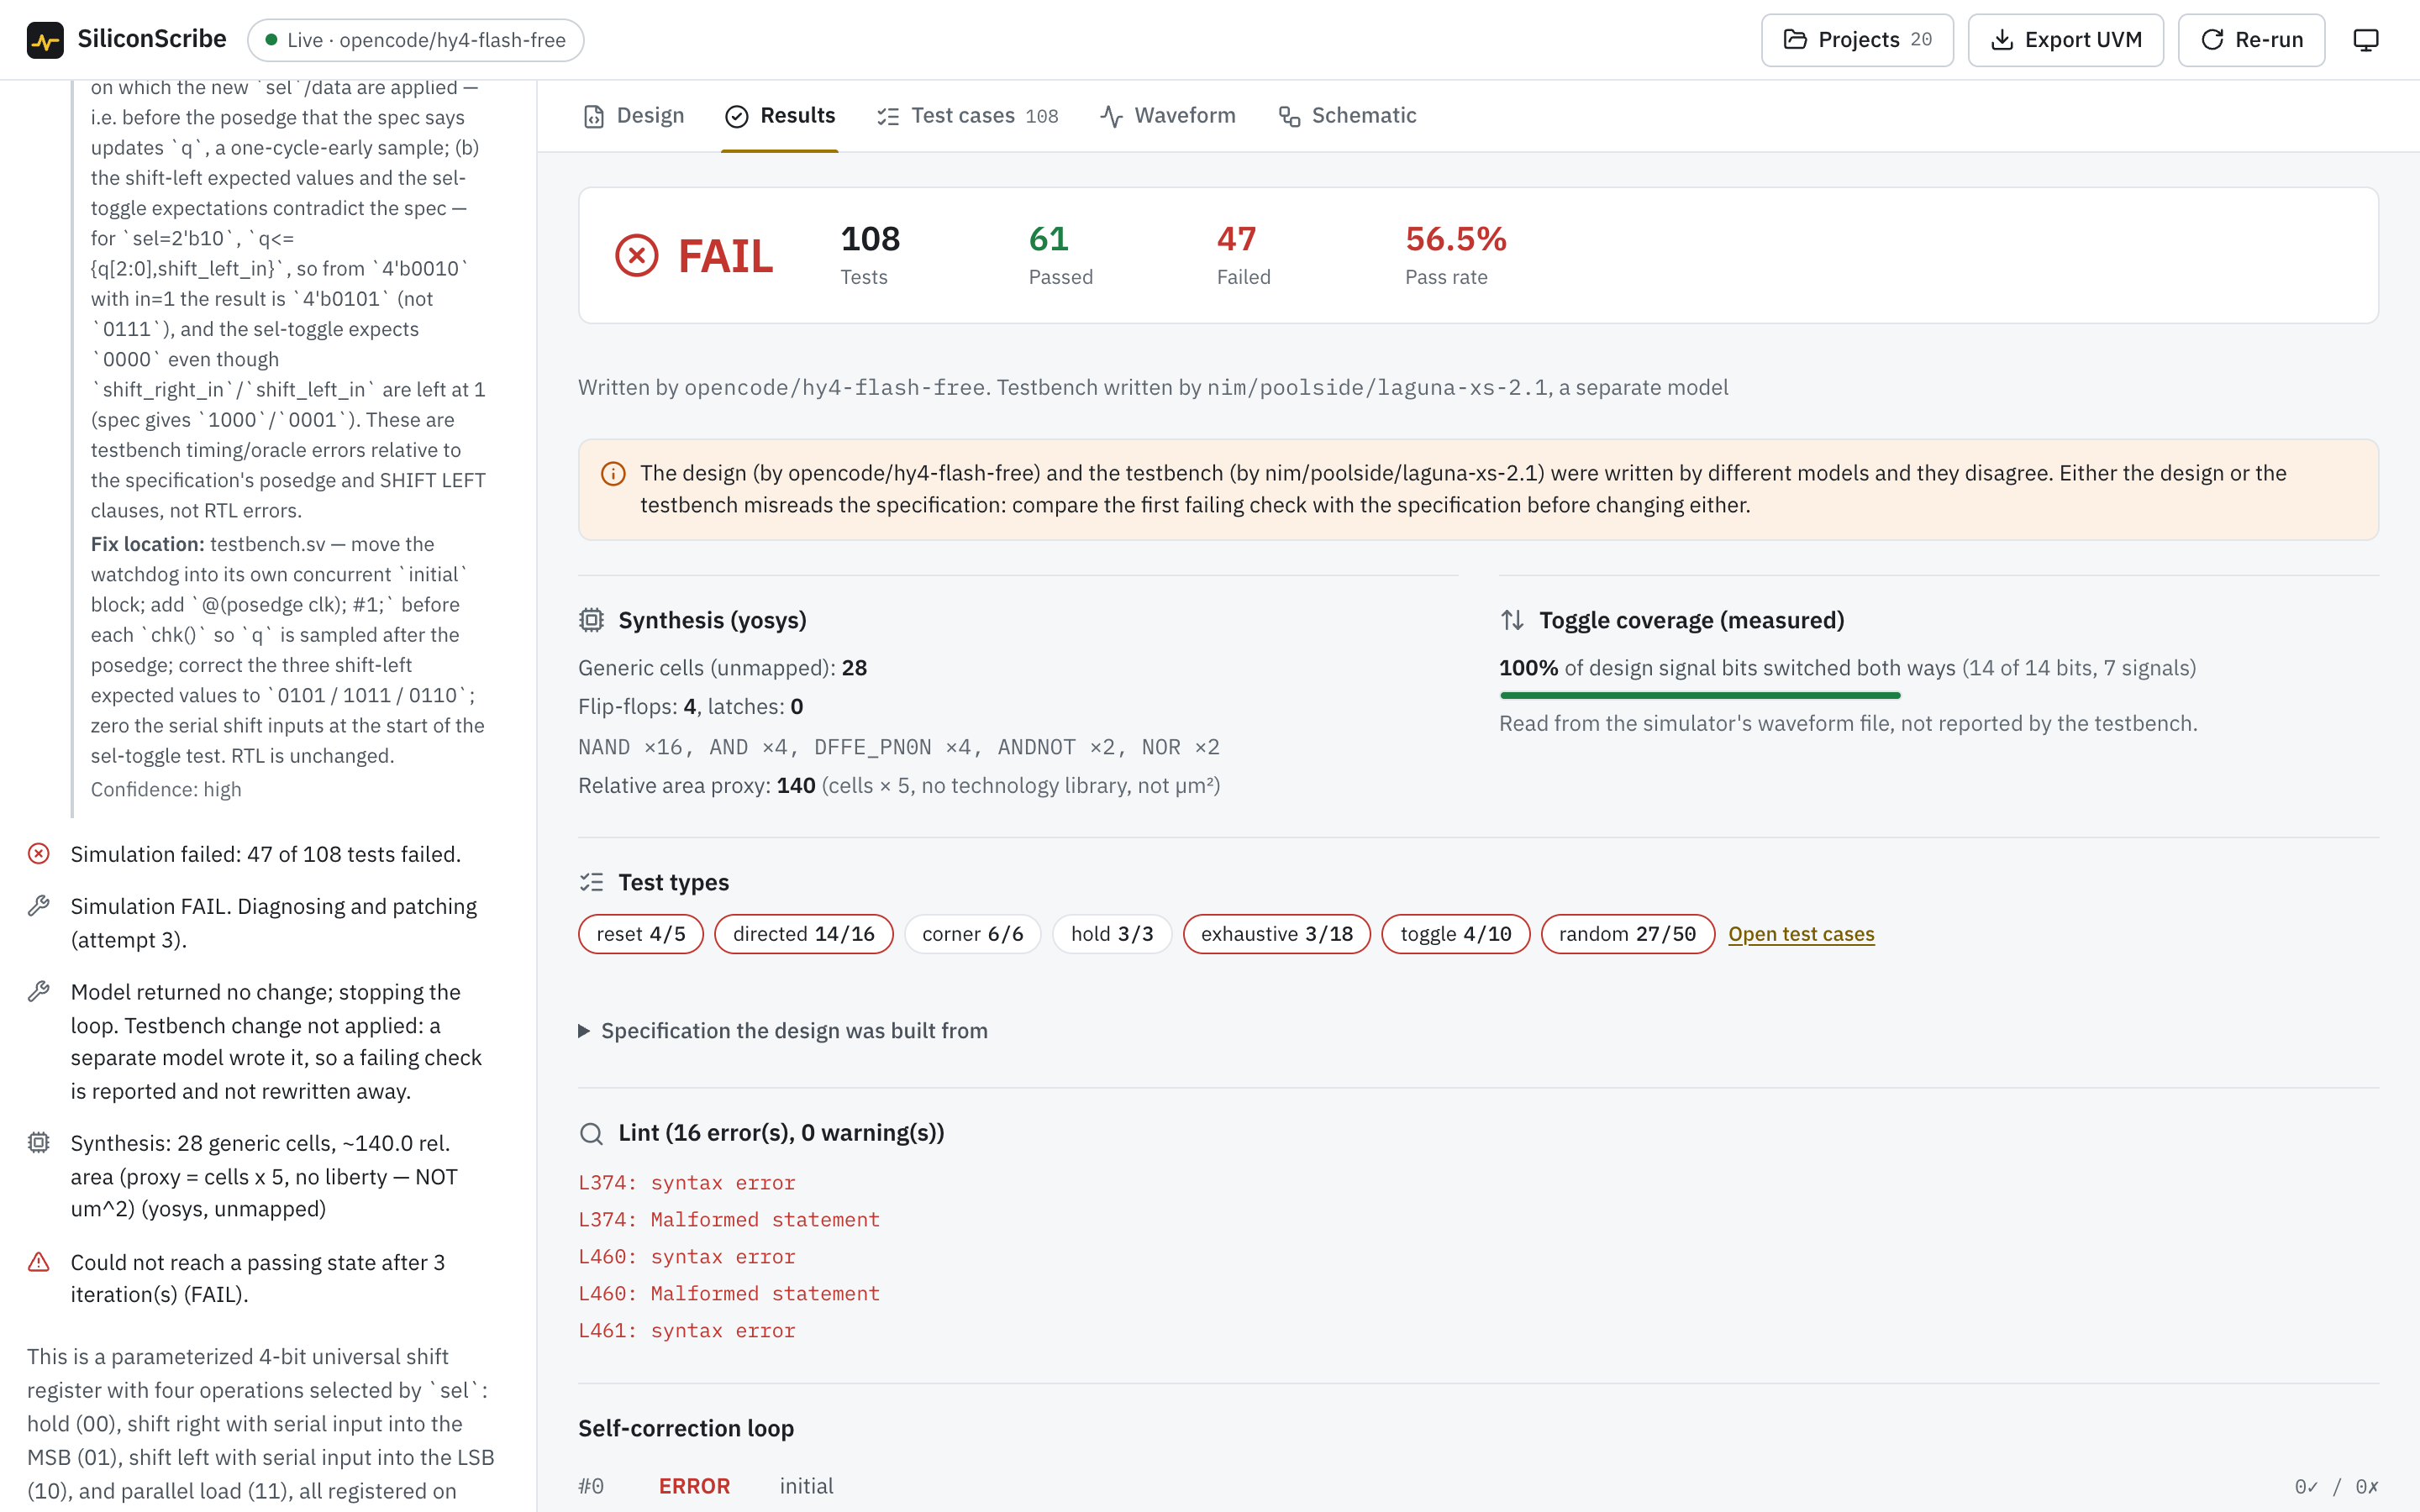 SiliconScribe
Live · opencode/hy4-flash-free
Projects 20
Export UVM
Re-run
on which the new `sel`/data are applied —
i.e. before the posedge that the spec says
updates `q`, a one-cycle-early sample; (b)
the shift-left expected values and the sel-
toggle expectations contradict the spec —
for `sel=2'b10`, `q<=
{q[2:0],shift_left_in}`, so from `4'b0010`
with in=1 the result is `4'b0101` (not
`0111`), and the sel-toggle expects
`0000` even though
`shift_right_in`/`shift_left_in` are left at 1
(spec gives `1000`/`0001`). These are
testbench timing/oracle errors relative to
the specification's posedge and SHIFT LEFT
clauses, not RTL errors.
Fix location: testbench.sv — move the
watchdog into its own concurrent `initial`
block; add `@(posedge clk); #1;` before
each `chk()` so `q` is sampled after the
posedge; correct the three shift-left
expected values to `0101 / 1011 / 0110`;
zero the serial shift inputs at the start of the
sel-toggle test. RTL is unchanged.
Confidence: high
Simulation failed: 47 of 108 tests failed.
Simulation FAIL. Diagnosing and patching
(attempt 3).
Model returned no change; stopping the
loop. Testbench change not applied: a
separate model wrote it, so a failing check
is reported and not rewritten away.
Synthesis: 28 generic cells, ~140.0 rel.
area (proxy = cells x 5, no liberty — NOT
um^2) (yosys, unmapped)
Could not reach a passing state after 3
iteration(s) (FAIL).
This is a parameterized 4-bit universal shift
register with four operations selected by `sel`:
hold (00), shift right with serial input into the
MSB (01), shift left with serial input into the LSB
(10), and parallel load (11), all registered on
Design
Results
Test cases 108
Waveform
Schematic
FAIL
108
Tests
61
Passed
47
Failed
56.5%
Pass rate
Written by opencode/hy4-flash-free. Testbench written by nim/poolside/laguna-xs-2.1, a separate model
The design (by opencode/hy4-flash-free) and the testbench (by nim/poolside/laguna-xs-2.1) were written by different models and they disagree. Either the design or the
testbench misreads the specification: compare the first failing check with the specification before changing either.
Synthesis (yosys)
Generic cells (unmapped): 28
Flip-flops: 4, latches: 0
NAND ×16, AND ×4, DFFE_PN0N ×4, ANDNOT ×2, NOR ×2
Relative area proxy: 140 (cells × 5, no technology library, not µm²)
Toggle coverage (measured)
100% of design signal bits switched both ways (14 of 14 bits, 7 signals)
Read from the simulator's waveform file, not reported by the testbench.
Test types
reset 4/5
directed 14/16
corner 6/6
hold 3/3
exhaustive 3/18
toggle 4/10
random 27/50
Open test cases
Specification the design was built from
Lint (16 error(s), 0 warning(s))
L374: syntax error
L374: Malformed statement
L460: syntax error
L460: Malformed statement
L461: syntax error
Self-correction loop
#0 ERROR initial 0✓ / 0✗